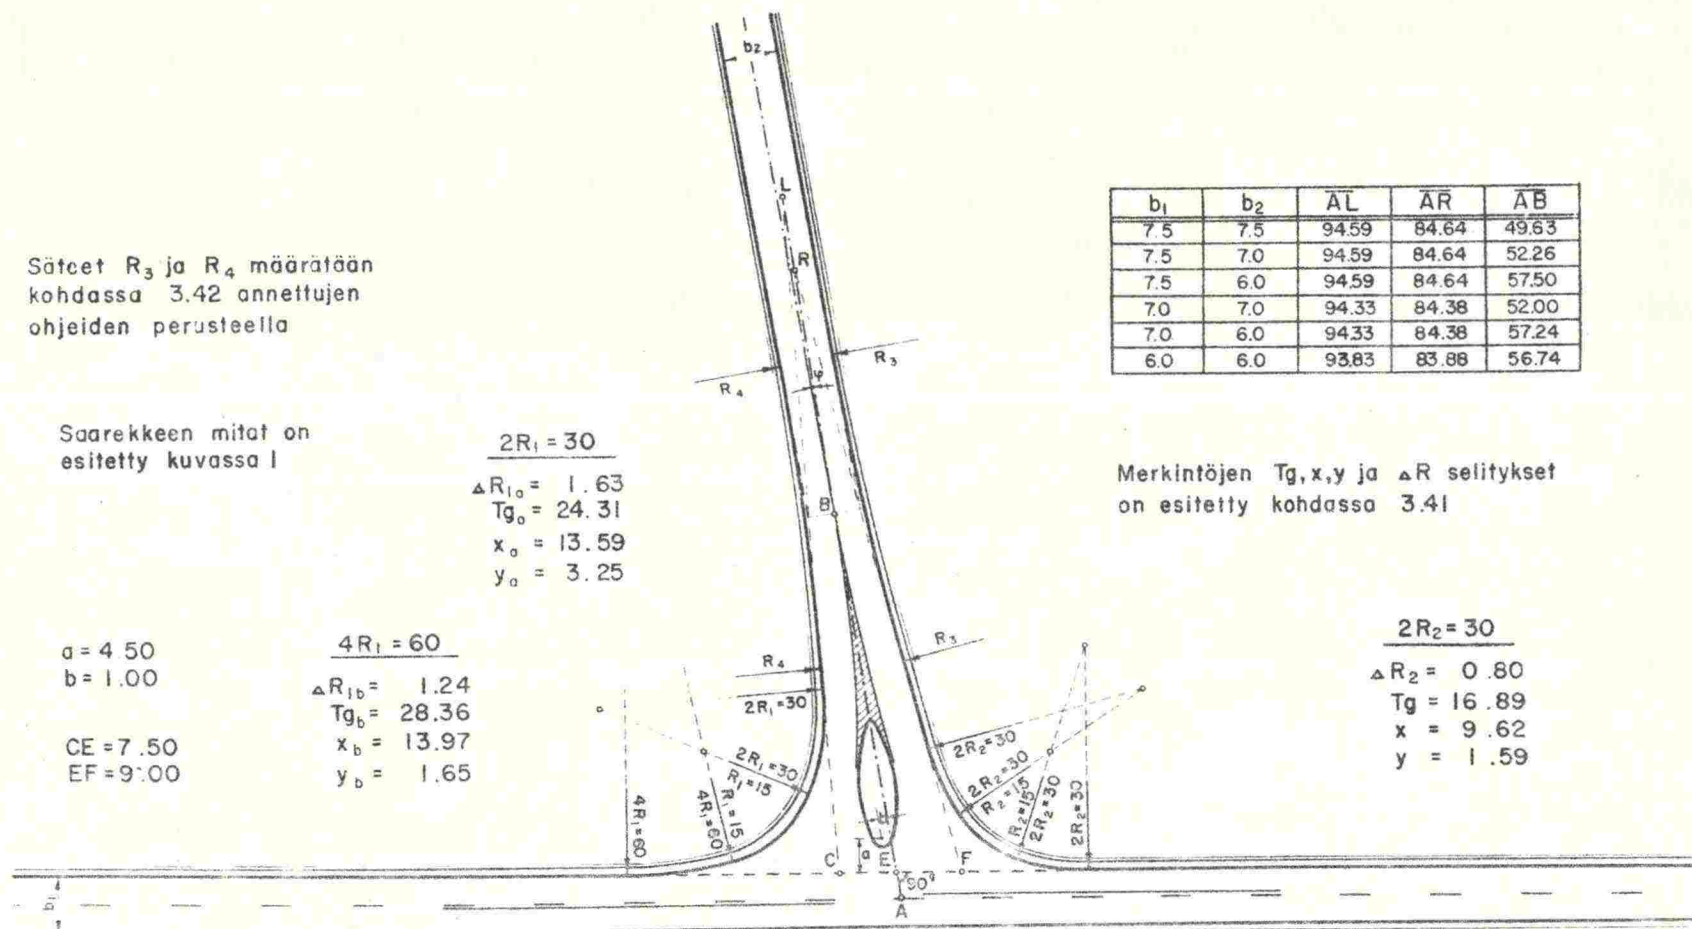 b2
L
R
R3
R4
φ
B
Säteet R3 ja R4 määrätään
kohdassa 3.42 annettujen
ohjeiden perusteella
b1 b2 AL AR AB
7.5 7.5 94.59 84.64 49.63
7.5 7.0 94.59 84.64 52.26
7.5 6.0 94.59 84.64 57.50
7.0 7.0 94.33 84.38 52.00
7.0 6.0 94.33 84.38 57.24
6.0 6.0 93.83 83.88 56.74
Saarekkeen mitat on
esitetty kuvassa 1
2R1 = 30
ΔR1a = 1.63
Tga = 24.31
xa = 13.59
ya = 3.25
Merkintöjen Tg, x, y ja ΔR selitykset
on esitetty kohdassa 3.41
a = 4.50
b = 1.00
CE = 7.50
EF = 9.00
4R1 = 60
ΔR1b = 1.24
Tgb = 28.36
xb = 13.97
yb = 1.65
2R2 = 30
ΔR2 = 0.80
Tg = 16.89
x = 9.62
y = 1.59
R4
2R1=30
R3
2R1=30
R1=15
4R1=60
4R1=60
R1=15
2R2=30
2R2=30
R2=15
R2=15
2R2=30
2R2=30
a
C
E
F
90°
A
b1